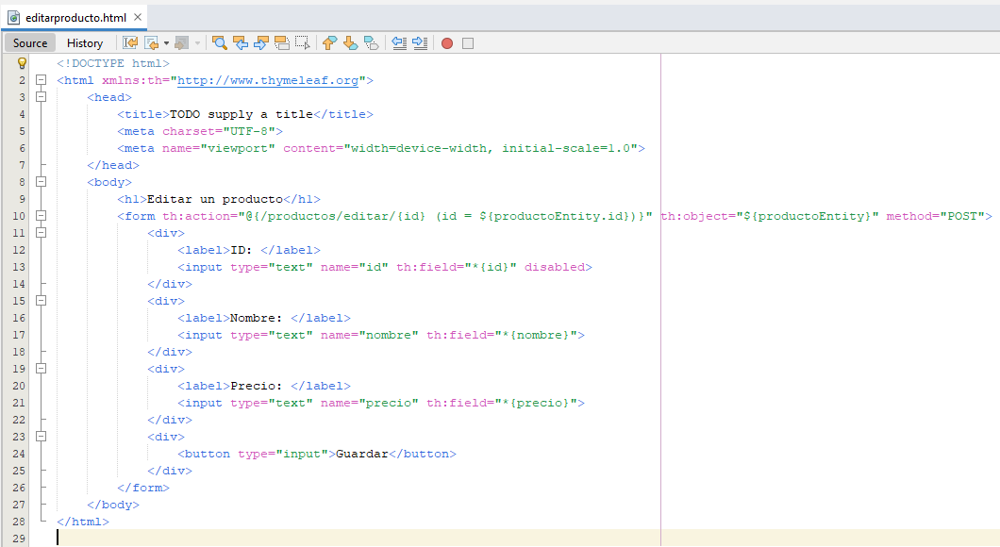 editarproducto.html
Source History
<!DOCTYPE html>
2 <html xmlns:th="http://www.thymeleaf.org">
3 <head>
4 <title>TODO supply a title</title>
5 <meta charset="UTF-8">
6 <meta name="viewport" content="width=device-width, initial-scale=1.0">
7 </head>
8 <body>
9 <h1>Editar un producto</h1>
10 <form th:action="@{/productos/editar/{id} (id = ${productoEntity.id})}" th:object="${productoEntity}" method="POST">
11 <div>
12 <label>ID: </label>
13 <input type="text" name="id" th:field="*{id}" disabled>
14 </div>
15 <div>
16 <label>Nombre: </label>
17 <input type="text" name="nombre" th:field="*{nombre}">
18 </div>
19 <div>
20 <label>Precio: </label>
21 <input type="text" name="precio" th:field="*{precio}">
22 </div>
23 <div>
24 <button type="input">Guardar</button>
25 </div>
26 </form>
27 </body>
28 </html>
29